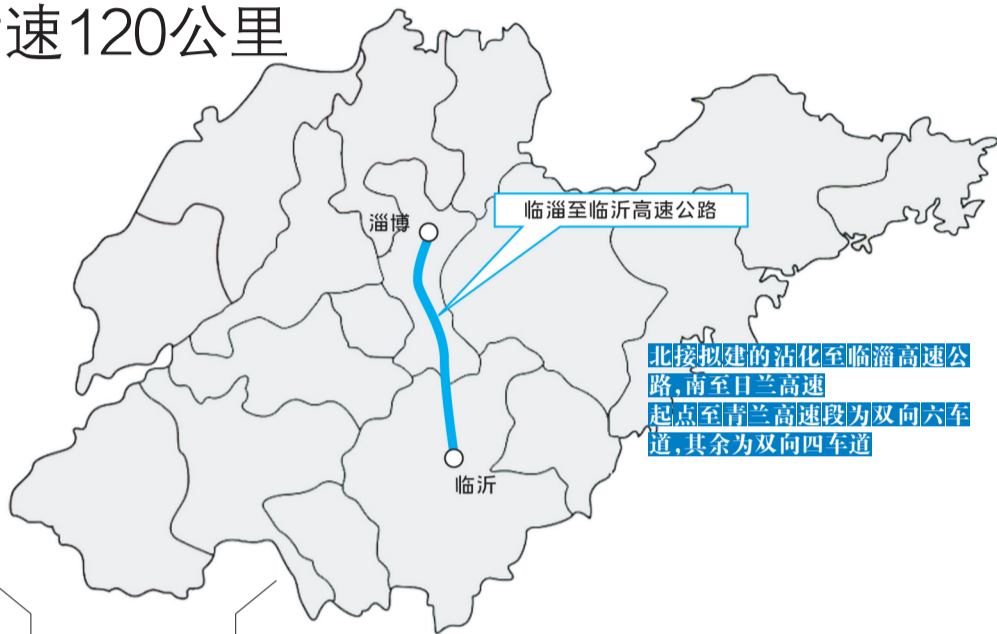 速120公里
临淄至临沂高速公路
淄博
北接拟建的沾化至临淄高速公
路,南至日兰高速
起点至青兰高速段为双向六车
道,其余为双向四车道
临沂